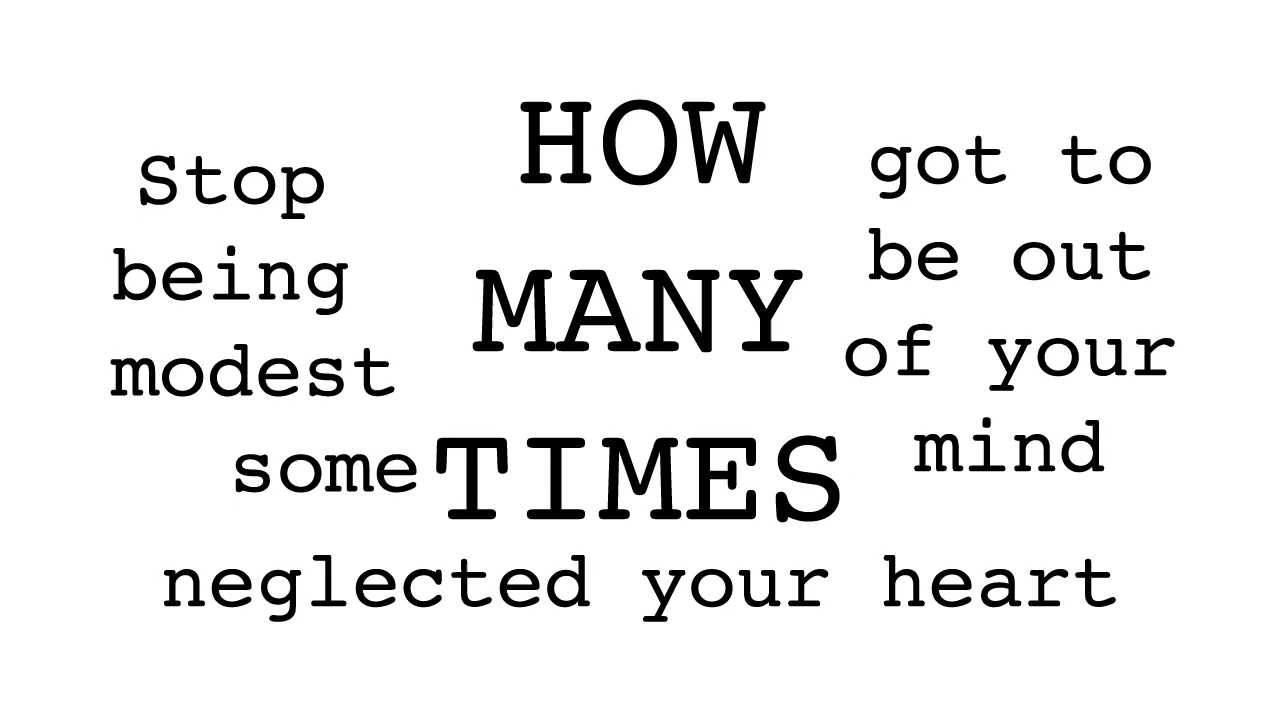 Stop
being
modest
some
HOW
MANY
TIMES
got to
be out
of your
mind
neglected your heart